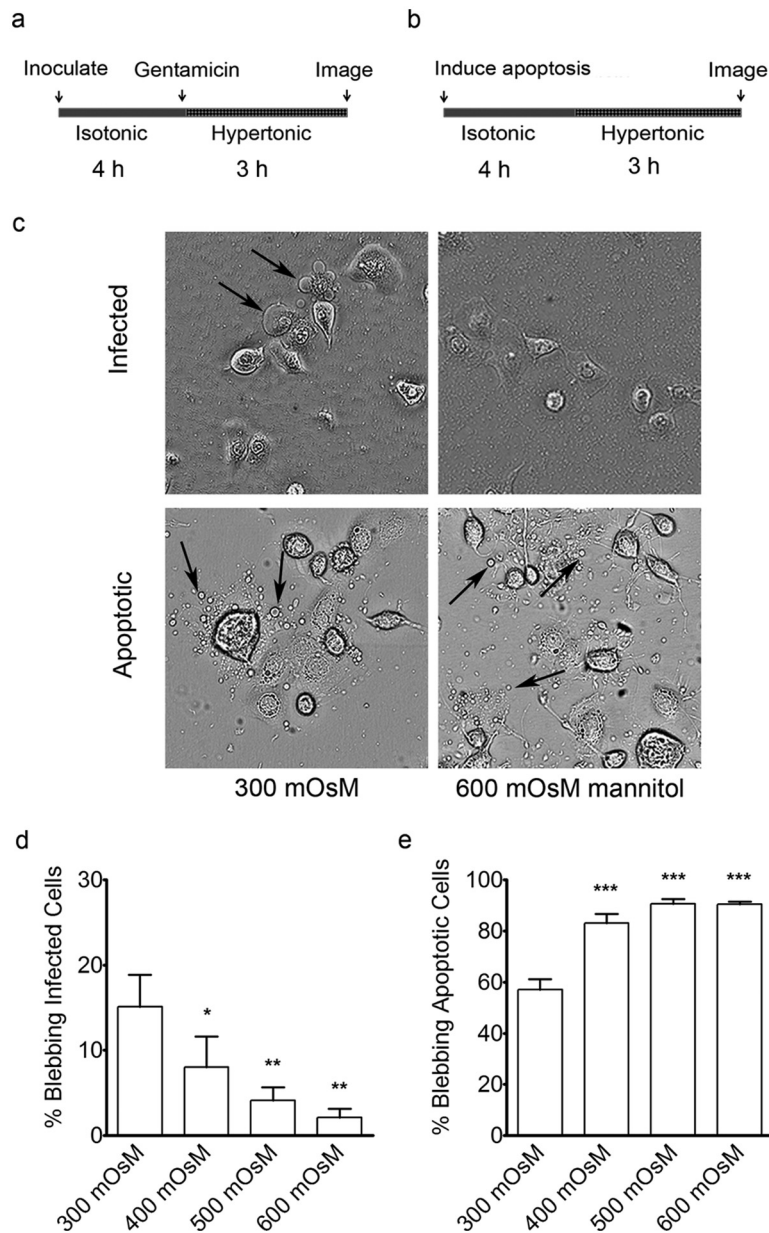 a
Inoculate Gentamicin Image
Isotonic Hypertonic
4 h 3 h
b
Induce apoptosis Image
Isotonic Hypertonic
4 h 3 h
c
Infected
Apoptotic
300 mOsM 600 mOsM mannitol
d
% Blebbing Infected Cells
30
20
10
0
* ** **
300 mOsM 400 mOsM 500 mOsM 600 mOsM
e
% Blebbing Apoptotic Cells
100
80
60
40
20
0
*** *** ***
300 mOsM 400 mOsM 500 mOsM 600 mOsM